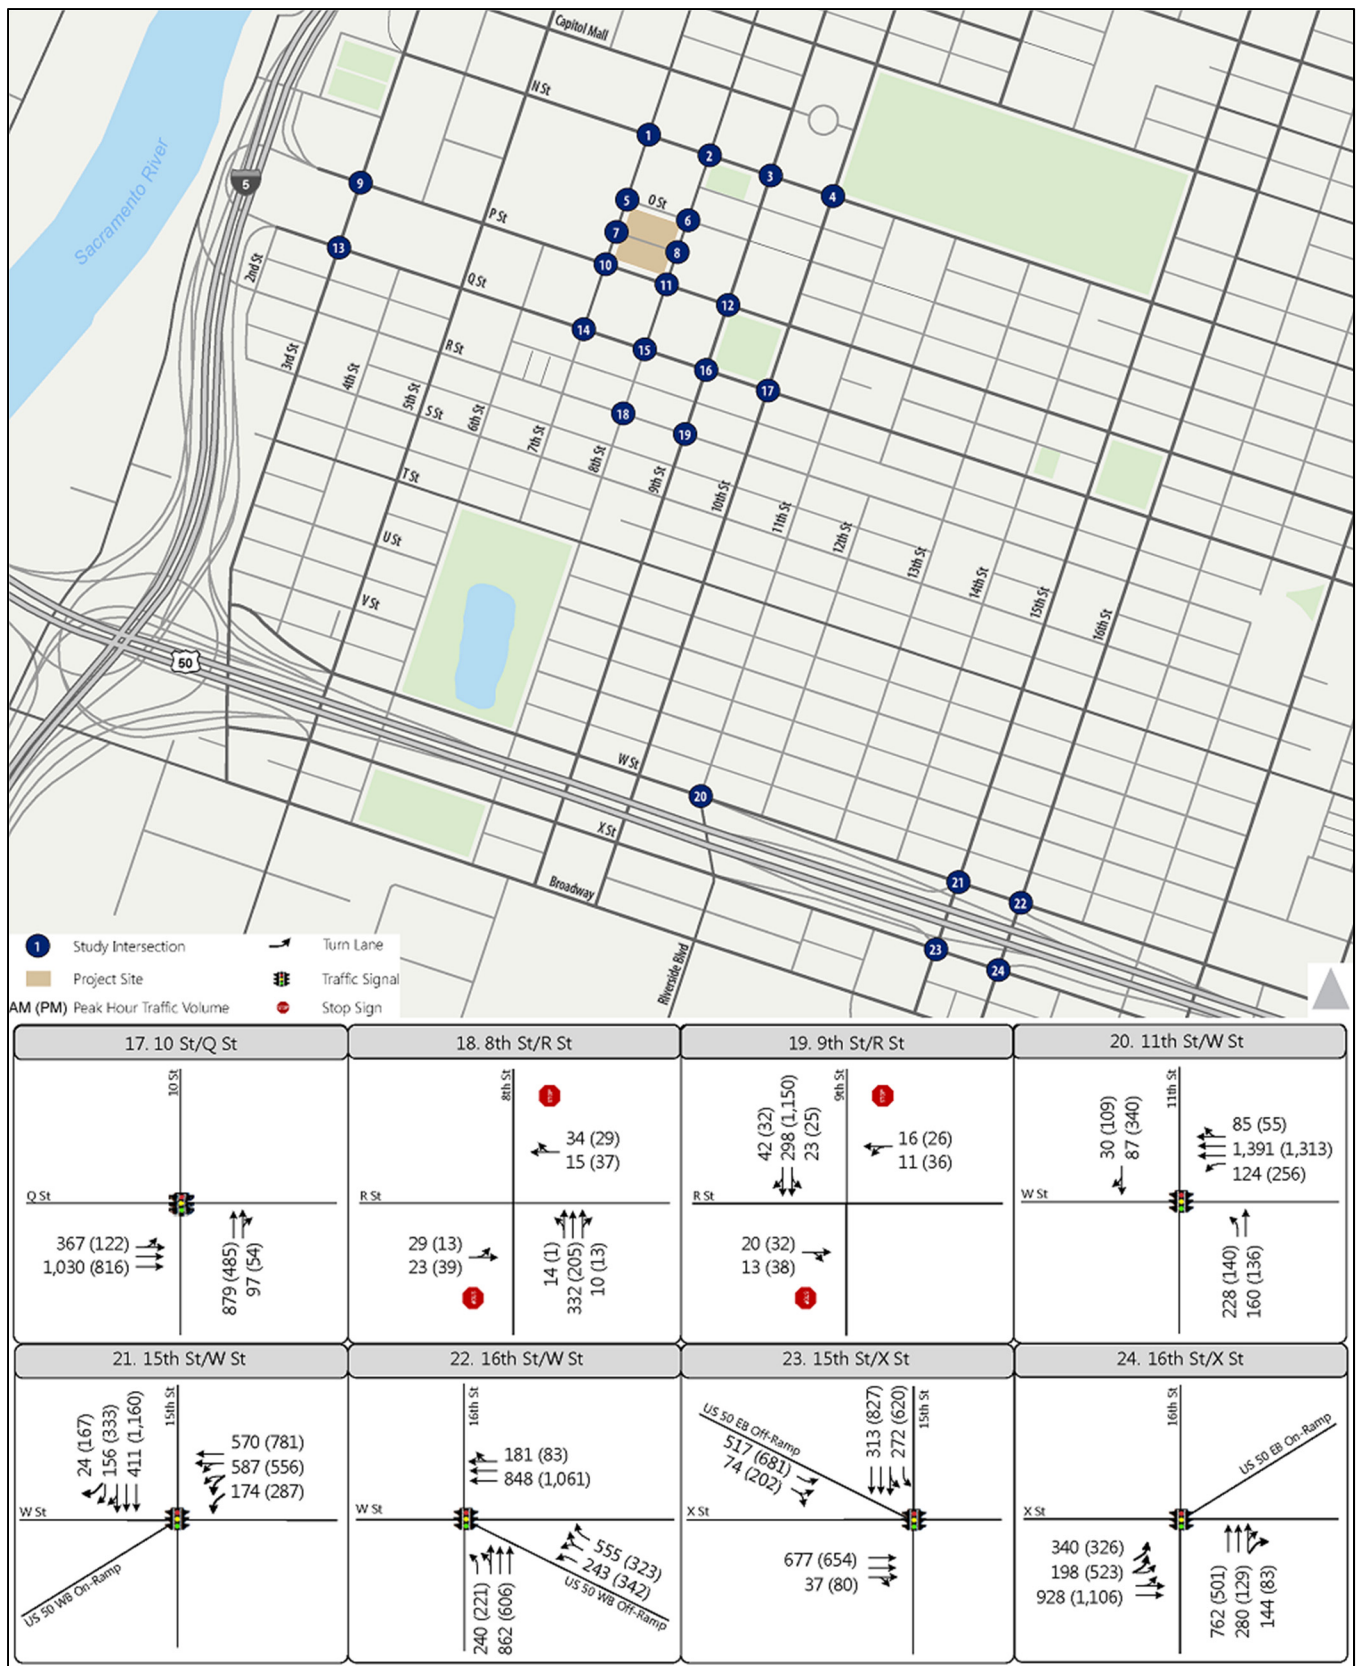 Capitol Mall
N St
1
2
3
4
Sacramento River
5
9
5
O St
6
7
8
P St
10
11
13
12
2nd St
Q St
14
15
16
17
3rd St
R St
4th St
5th St
S St
6th St
18
19
7th St
8th St
9th St
10th St
T St
11th St
12th St
U St
13th St
14th St
V St
15th St
16th St
50
W St
20
X St
21
22
Broadway
23
24
Riverside Blvd
1 Study Intersection
Turn Lane
Project Site
Traffic Signal
AM (PM) Peak Hour Traffic Volume
STOP Stop Sign
17. 10 St/Q St
10 St
Q St
367 (122)
1,030 (816)
879 (485)
97 (54)
18. 8th St/R St
8th St
STOP
34 (29)
15 (37)
R St
29 (13)
23 (39)
STOP
14 (1)
332 (205)
10 (13)
19. 9th St/R St
42 (32)
298 (1,150)
23 (25)
9th St
STOP
16 (26)
11 (36)
R St
20 (32)
13 (38)
STOP
20. 11th St/W St
30 (109)
87 (340)
11th St
85 (55)
1,391 (1,313)
124 (256)
W St
228 (140)
160 (136)
21. 15th St/W St
24 (167)
156 (333)
411 (1,160)
15th St
570 (781)
587 (556)
174 (287)
W St
US 50 WB On-Ramp
22. 16th St/W St
16th St
181 (83)
848 (1,061)
W St
555 (323)
243 (342)
US 50 WB Off-Ramp
240 (221)
862 (606)
23. 15th St/X St
US 50 EB Off-Ramp
517 (681)
74 (202)
313 (827)
272 (620)
15th St
X St
677 (654)
37 (80)
24. 16th St/X St
16th St
US 50 EB On-Ramp
X St
340 (326)
198 (523)
928 (1,106)
762 (501)
280 (129)
144 (83)